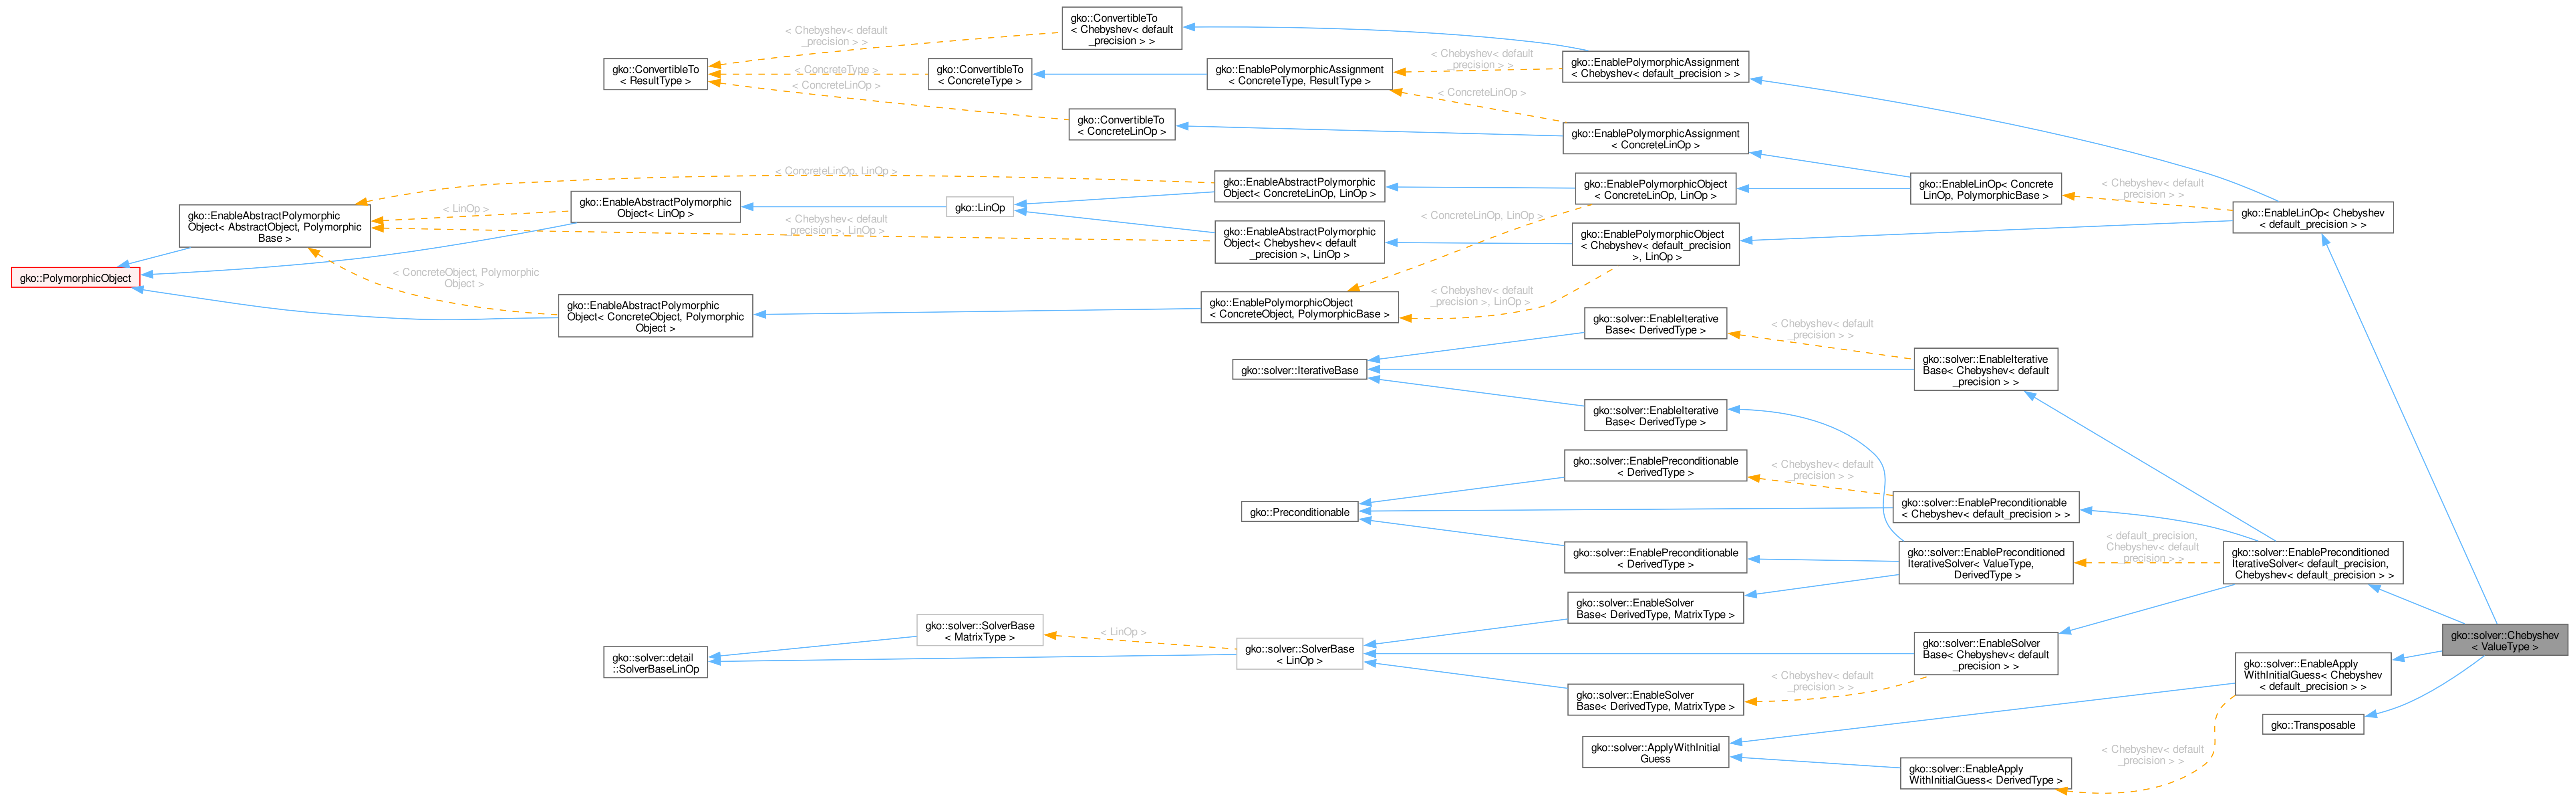 gko::ConvertibleTo
< Chebyshev< default
_precision > >
< Chebyshev< default
_precision > >
gko::ConvertibleTo
< ResultType >
< ConcreteType >
gko::ConvertibleTo
< ConcreteType >
< ConcreteLinOp >
gko::ConvertibleTo
< ConcreteLinOp >
gko::EnablePolymorphicAssignment
< ConcreteType, ResultType >
< Chebyshev< default
_precision > >
< ConcreteLinOp >
gko::EnablePolymorphicAssignment
< Chebyshev< default_precision > >
gko::EnablePolymorphicAssignment
< ConcreteLinOp >
gko::PolymorphicObject
gko::EnableAbstractPolymorphic
Object< AbstractObject, Polymorphic
Base >
< ConcreteLinOp, LinOp >
< LinOp >
gko::EnableAbstractPolymorphic
Object< LinOp >
< Chebyshev< default
_precision >, LinOp >
< ConcreteObject, Polymorphic
Object >
gko::EnableAbstractPolymorphic
Object< ConcreteObject, Polymorphic
Object >
gko::LinOp
gko::EnableAbstractPolymorphic
Object< ConcreteLinOp, LinOp >
gko::EnableAbstractPolymorphic
Object< Chebyshev< default
_precision >, LinOp >
gko::EnablePolymorphicObject
< ConcreteObject, PolymorphicBase >
< ConcreteLinOp, LinOp >
< Chebyshev< default
_precision >, LinOp >
gko::EnablePolymorphicObject
< ConcreteLinOp, LinOp >
gko::EnablePolymorphicObject
< Chebyshev< default_precision
>, LinOp >
gko::EnableLinOp< Concrete
LinOp, PolymorphicBase >
< Chebyshev< default
_precision > >
gko::EnableLinOp< Chebyshev
< default_precision > >
gko::solver::IterativeBase
gko::solver::EnableIterative
Base< DerivedType >
< Chebyshev< default
_precision > >
gko::solver::EnableIterative
Base< Chebyshev< default
_precision > >
gko::solver::EnableIterative
Base< DerivedType >
gko::Preconditionable
gko::solver::EnablePreconditionable
< DerivedType >
< Chebyshev< default
_precision > >
gko::solver::EnablePreconditionable
< Chebyshev< default_precision > >
gko::solver::EnablePreconditionable
< DerivedType >
gko::solver::EnablePreconditioned
IterativeSolver< ValueType,
DerivedType >
< default_precision,
Chebyshev< default
_precision > >
gko::solver::EnablePreconditioned
IterativeSolver< default_precision,
Chebyshev< default_precision > >
gko::solver::detail
::SolverBaseLinOp
gko::solver::SolverBase
< MatrixType >
< LinOp >
gko::solver::SolverBase
< LinOp >
gko::solver::EnableSolver
Base< DerivedType, MatrixType >
gko::solver::EnableSolver
Base< Chebyshev< default
_precision > >
< Chebyshev< default
_precision > >
gko::solver::EnableSolver
Base< DerivedType, MatrixType >
gko::solver::Chebyshev
< ValueType >
gko::solver::EnableApply
WithInitialGuess< Chebyshev
< default_precision > >
gko::Transposable
gko::solver::ApplyWithInitial
Guess
gko::solver::EnableApply
WithInitialGuess< DerivedType >
< Chebyshev< default
_precision > >